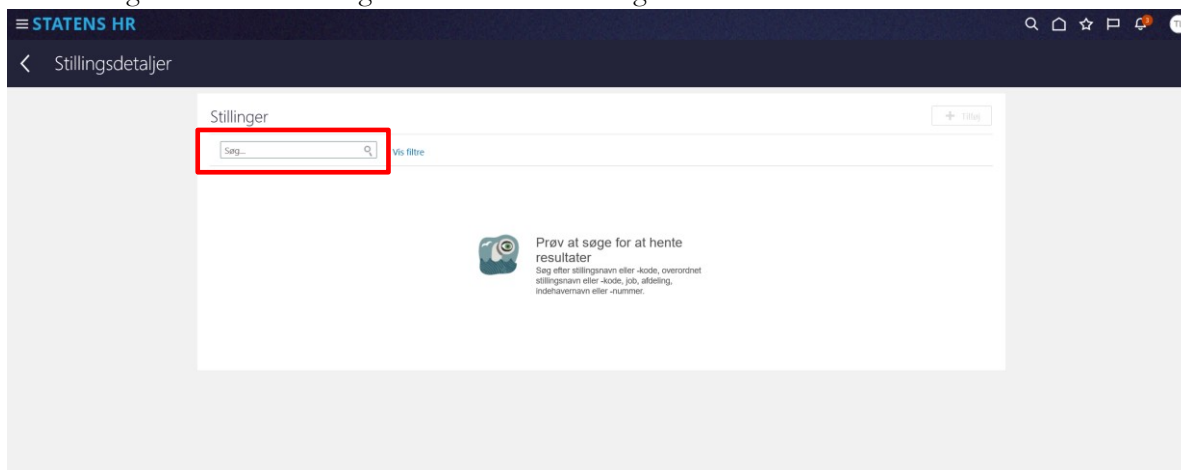 STATENS HR
Stillingsdetaljer
Stillinger
Tilføj
Søg...
Vis filtre
Prøv at søge for at hente
resultater
Søg efter stillingsnavn eller -kode, overordnet
stillingsnavn eller -kode, job, afdeling,
indehavernavn eller -nummer.